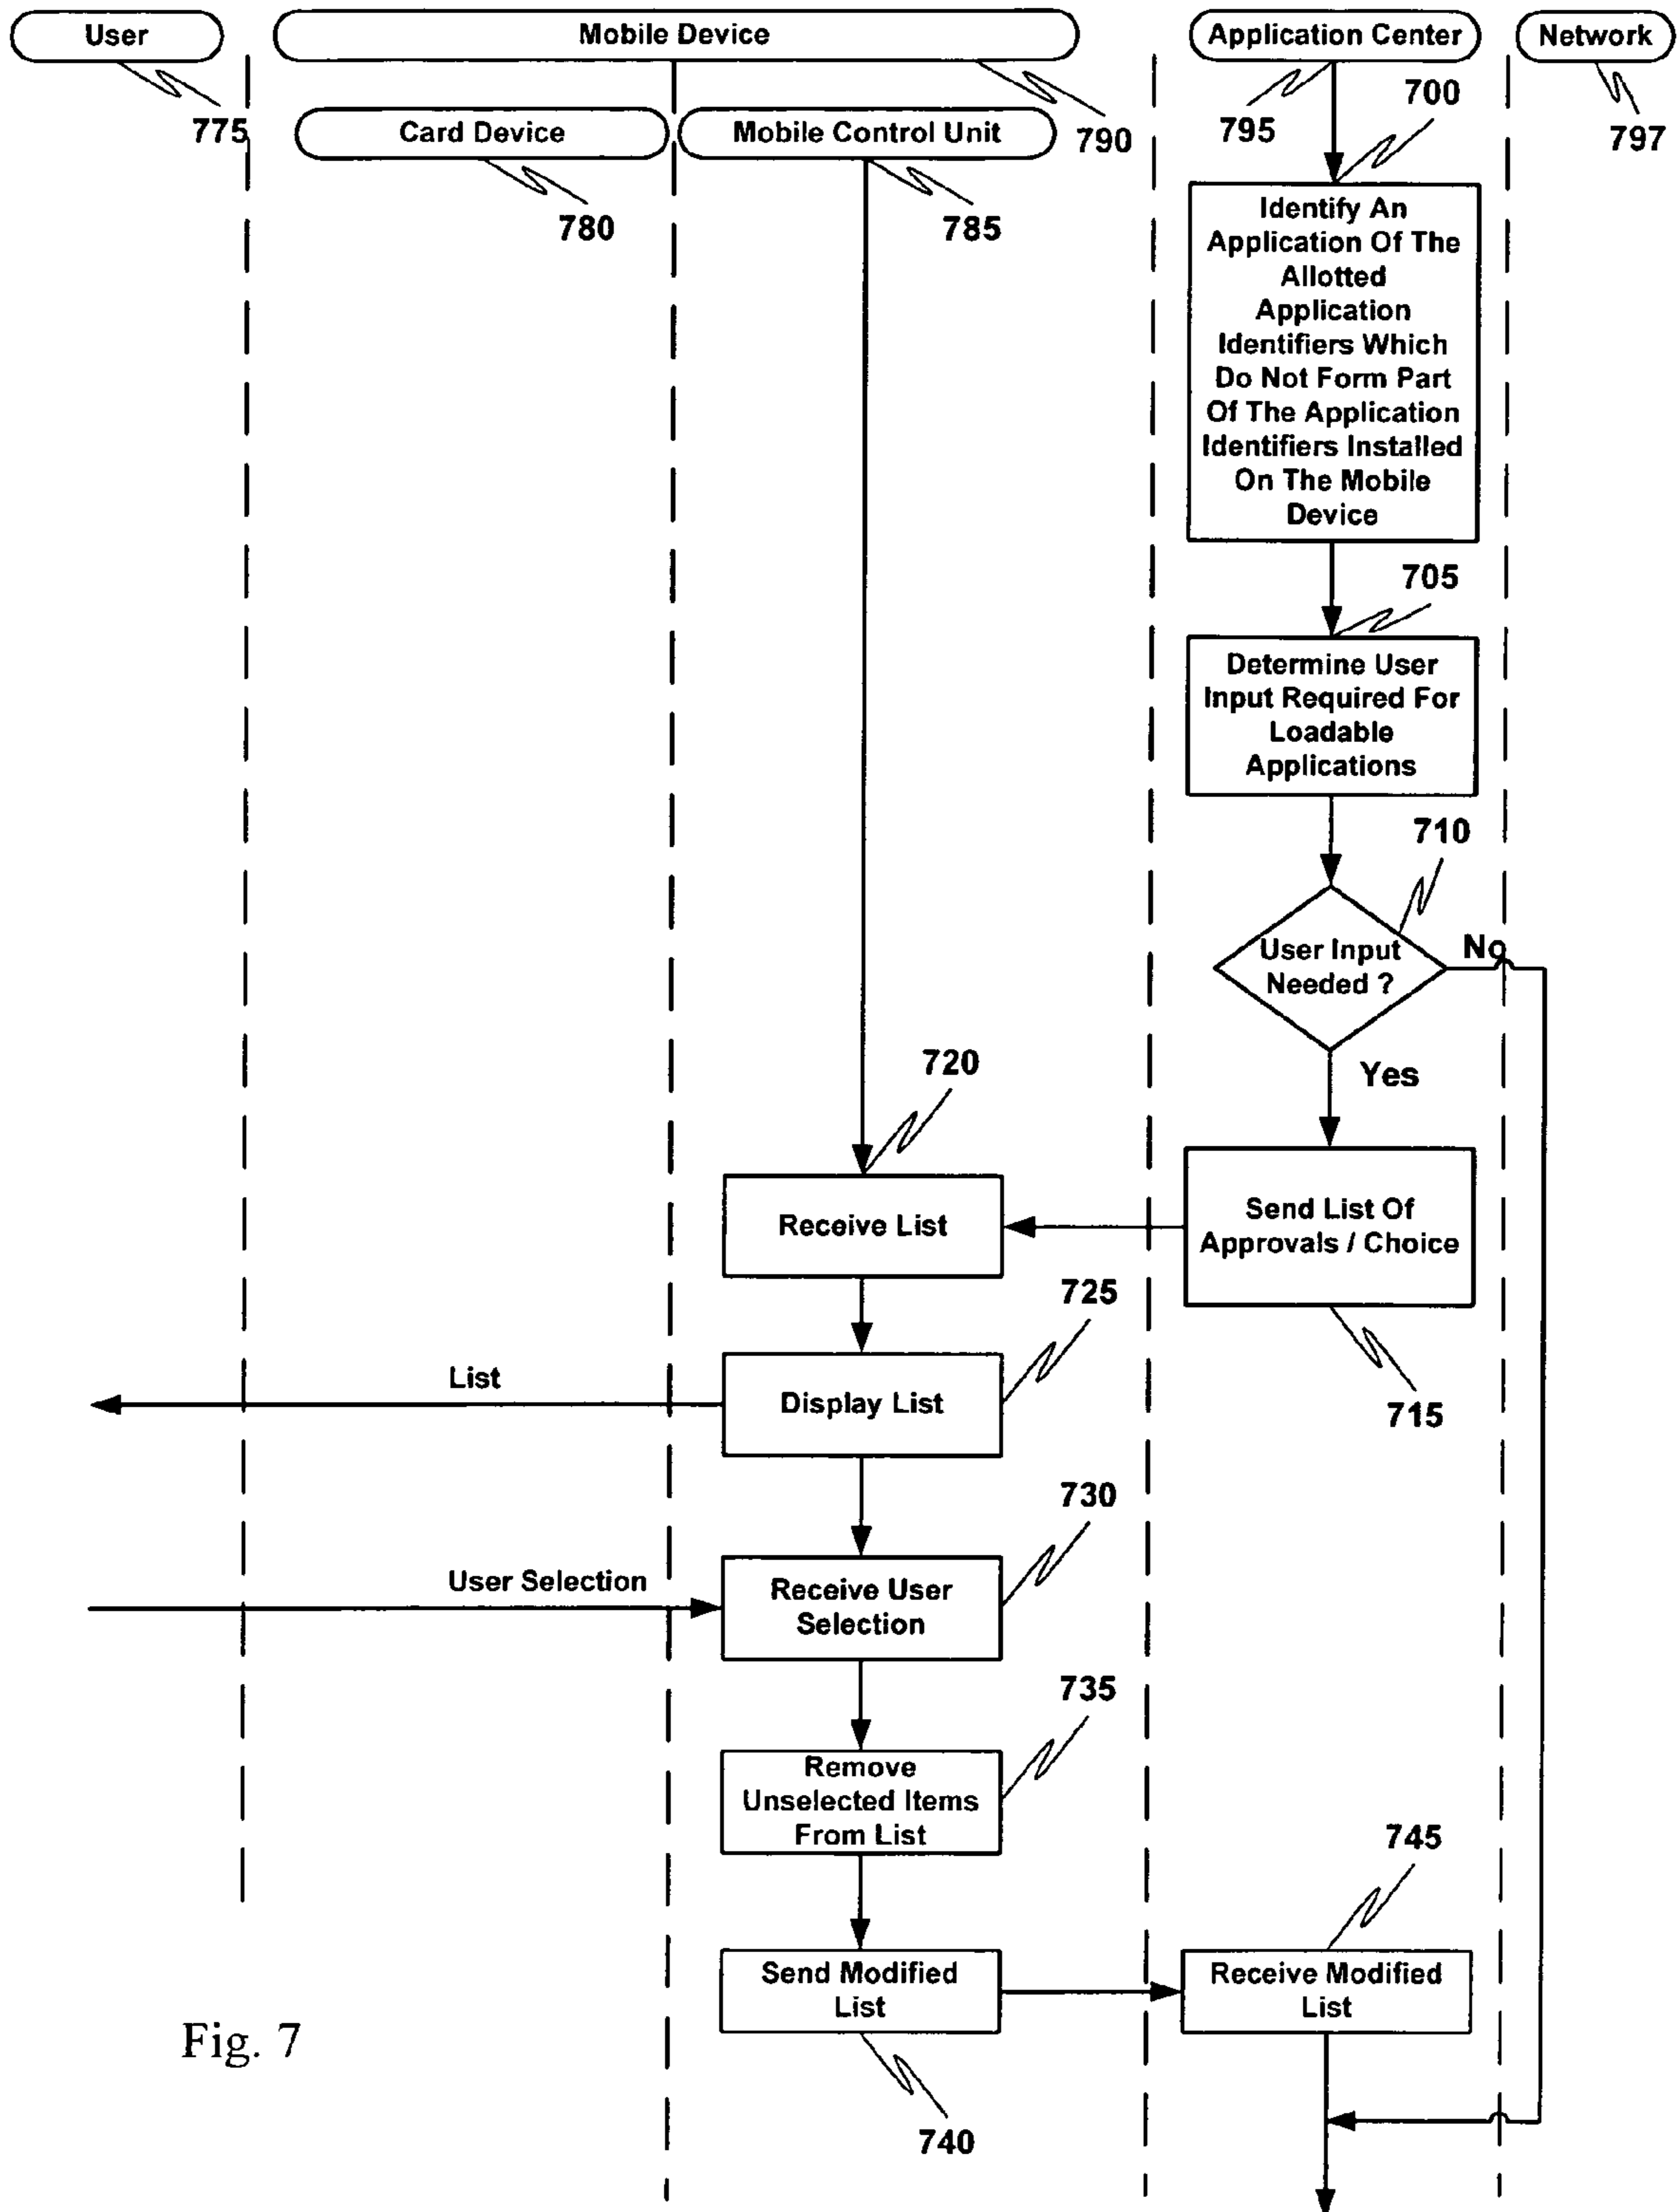 User
Mobile Device
Application Center
Network
775
Card Device
Mobile Control Unit
790
795
700
797
780
785
Identify An
Application Of The
Allotted
Application
Identifiers Which
Do Not Form Part
Of The Application
Identifiers Installed
On The Mobile
Device
705
Determine User
Input Required For
Loadable
Applications
710
User Input
Needed ?
No
Yes
720
Receive List
Send List Of
Approvals / Choice
725
715
List
Display List
730
User Selection
Receive User
Selection
735
Remove
Unselected Items
From List
745
Send Modified
List
Receive Modified
List
Fig. 7
740